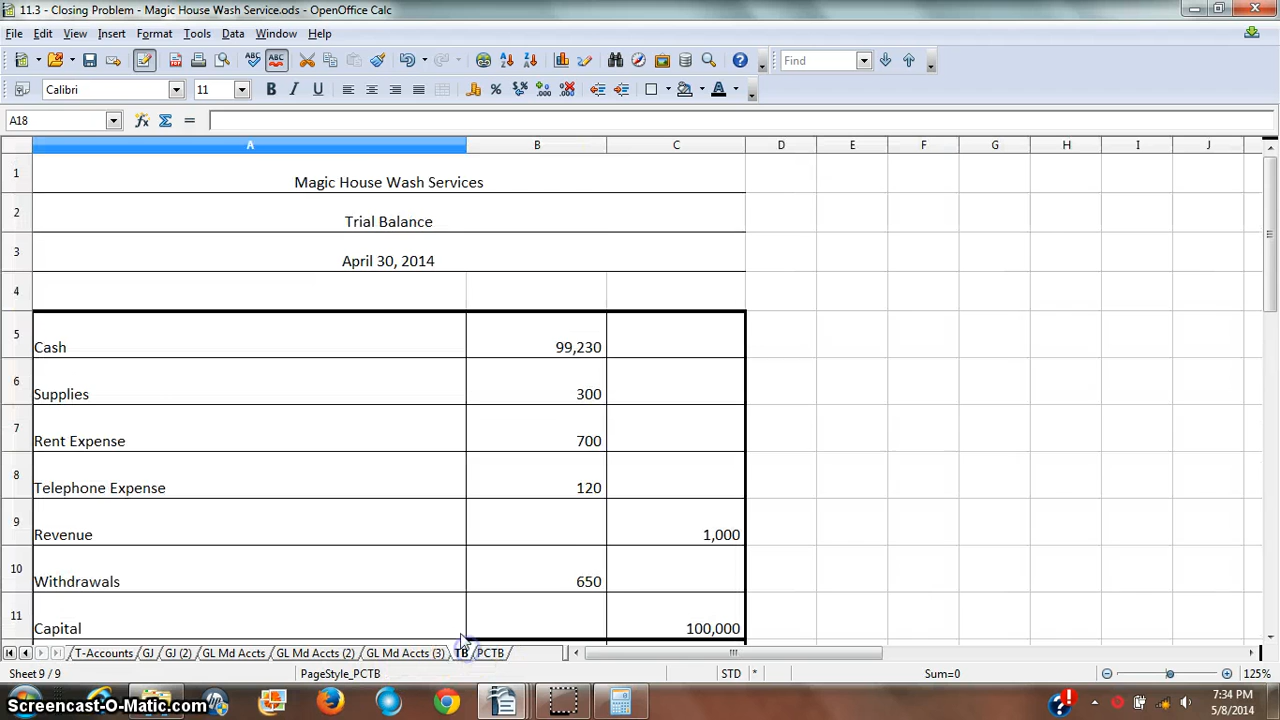 11.3 - Closing Problem - Magic House Wash Service.ods - OpenOffice Calc
File Edit View Insert Format Tools Data Window Help
Find
Calibri 11
A18
A B C D E F G H I J
1 Magic House Wash Services
2 Trial Balance
3 April 30, 2014
4
5 Cash 99,230
6 Supplies 300
7 Rent Expense 700
8 Telephone Expense 120
9 Revenue 1,000
10 Withdrawals 650
11 Capital 100,000
T-Accounts GJ GJ (2) GL Md Accts GL Md Accts (2) GL Md Accts (3) TB PCTB
Sheet 9 / 9 PageStyle_PCTB STD * Sum=0 125%
Screencast-O-Matic.com
7:34 PM
5/8/2014